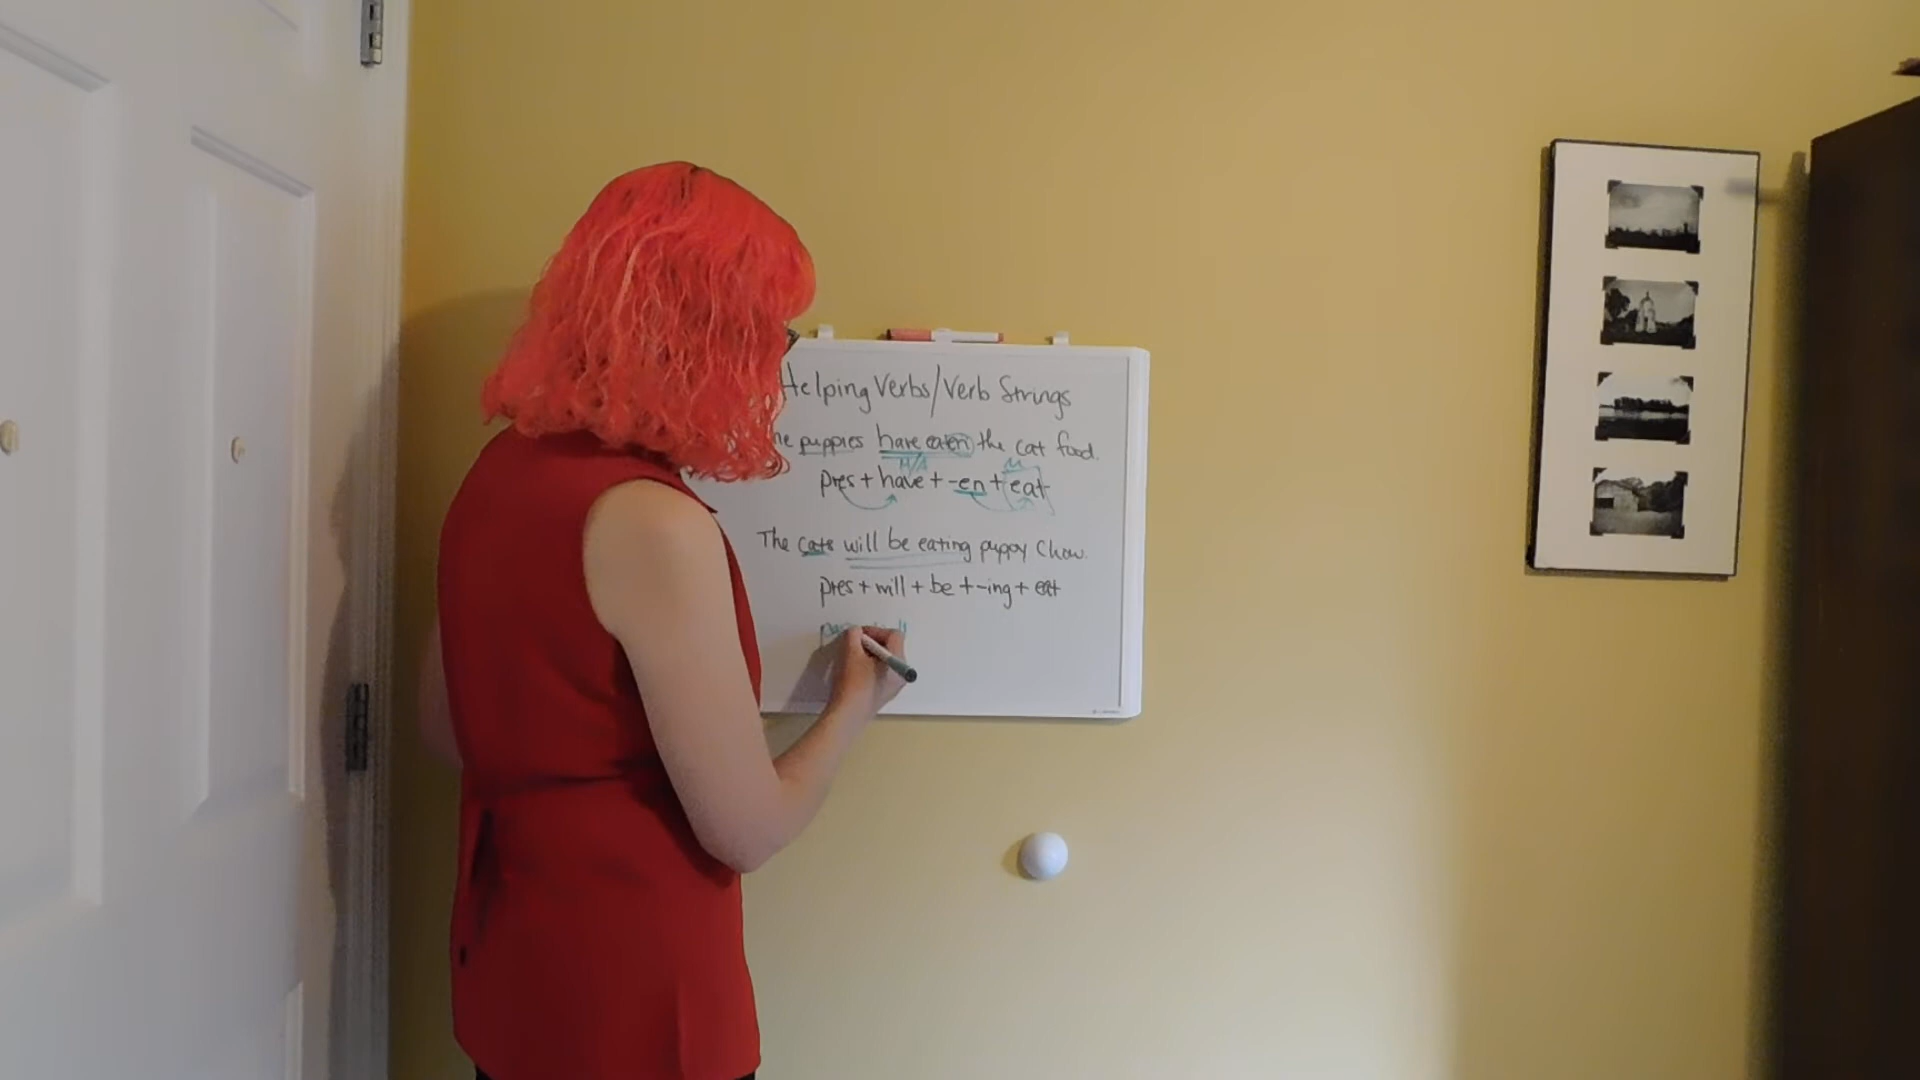 Helping Verbs/Verb Strings
he puppies have eaten the cat food.
H/A M
pres + have + -en + eat
The cats will be eating puppy Chow.
pres + will + be + -ing + eat